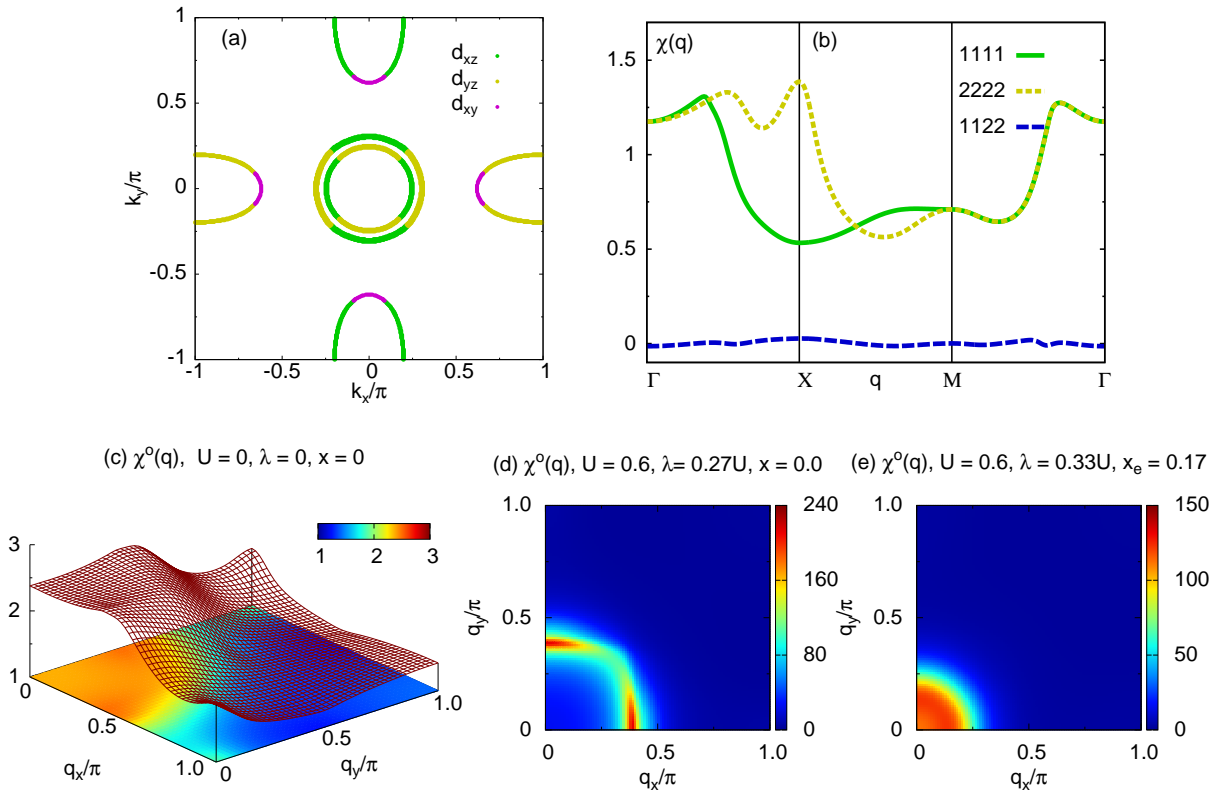 (a)
d_xz
d_yz
d_xy
1
0.5
0
-0.5
-1
k_y/π
-1 -0.5 0 0.5 1
k_x/π
χ(q)
(b)
1111
2222
1122
1.5
1
0.5
0
Γ X q M Γ
(c) χ^o(q), U = 0, λ = 0, x = 0
1 2 3
3
2
1
0
0.5
1.0
q_x/π
0
0.5
1.0
q_y/π
(d) χ^o(q), U = 0.6, λ= 0.27U, x = 0.0
1.0
0.5
0
q_y/π
0 0.5 1.0
q_x/π
240
160
80
0
(e) χ^o(q), U = 0.6, λ = 0.33U, x_e = 0.17
1.0
0.5
0
q_y/π
0 0.5 1.0
q_x/π
150
100
50
0